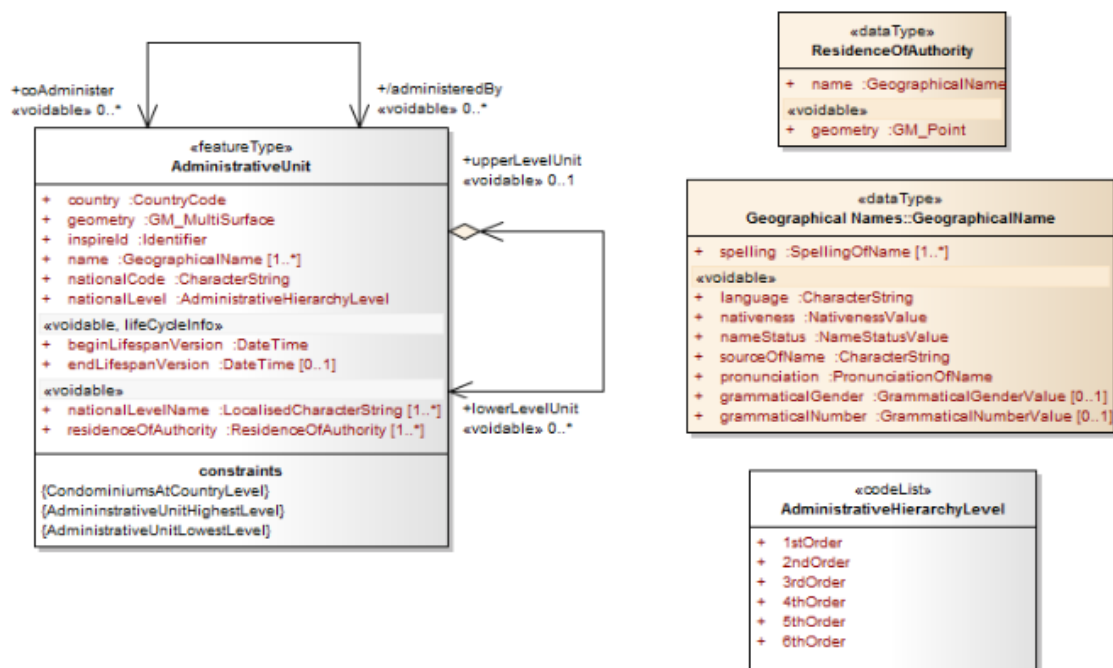 +coAdminister
«voidable» 0..*
+/administeredBy
«voidable» 0..*
«featureType»
AdministrativeUnit
+ country :CountryCode
+ geometry :GM_MultiSurface
+ inspireId :Identifier
+ name :GeographicalName [1..*]
+ nationalCode :CharacterString
+ nationalLevel :AdministrativeHierarchyLevel
«voidable, lifeCycleInfo»
+ beginLifespanVersion :DateTime
+ endLifespanVersion :DateTime [0..1]
«voidable»
+ nationalLevelName :LocalisedCharacterString [1..*]
+ residenceOfAuthority :ResidenceOfAuthority [1..*]
constraints
{CondominiumsAtCountryLevel}
{AdmininstrativeUnitHighestLevel}
{AdministrativeUnitLowestLevel}
+upperLevelUnit
«voidable» 0..1
+lowerLevelUnit
«voidable» 0..*
«dataType»
ResidenceOfAuthority
+ name :GeographicalName
«voidable»
+ geometry :GM_Point
«dataType»
Geographical Names::GeographicalName
+ spelling :SpellingOfName [1..*]
«voidable»
+ language :CharacterString
+ nativeness :NativenessValue
+ nameStatus :NameStatusValue
+ sourceOfName :CharacterString
+ pronunciation :PronunciationOfName
+ grammaticalGender :GrammaticalGenderValue [0..1]
+ grammaticalNumber :GrammaticalNumberValue [0..1]
«codeList»
AdministrativeHierarchyLevel
+ 1stOrder
+ 2ndOrder
+ 3rdOrder
+ 4thOrder
+ 5thOrder
+ 6thOrder